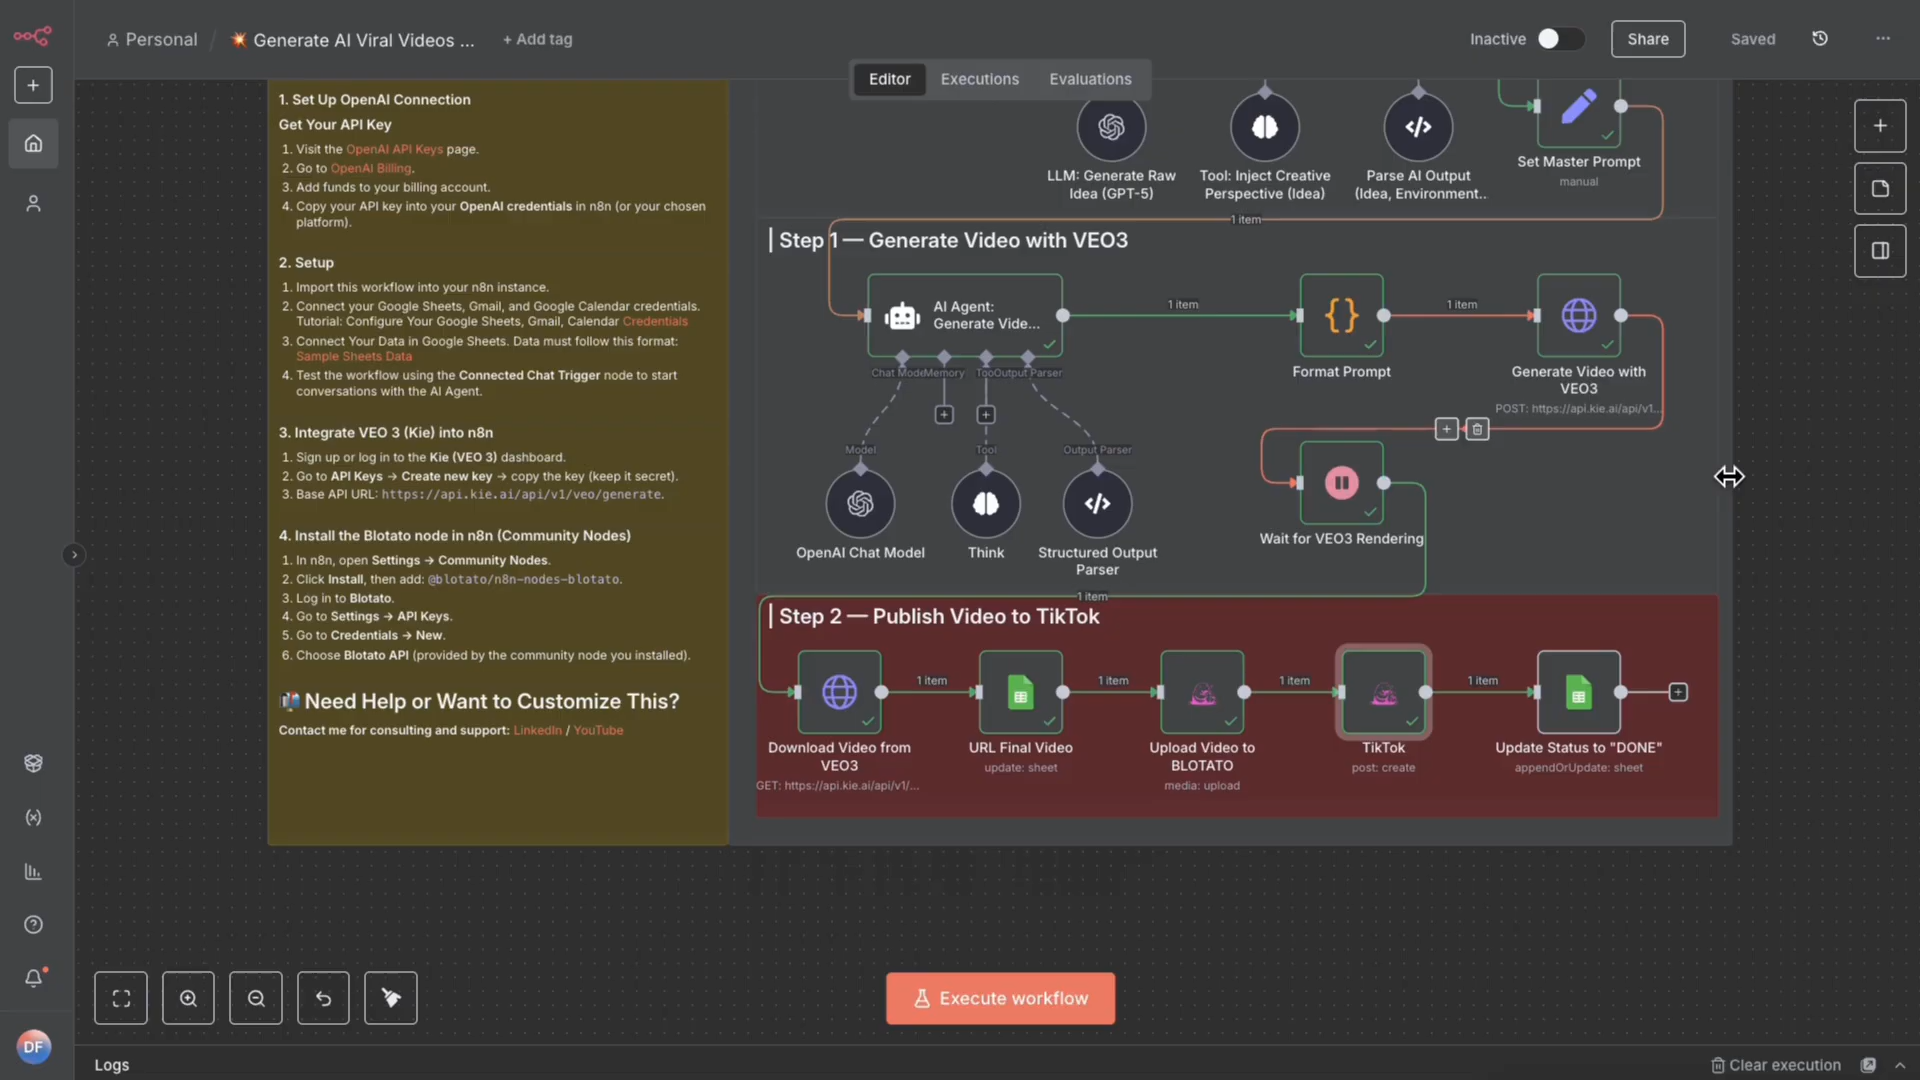 Personal / 💥 Generate AI Viral Videos ... + Add tag
Inactive Share Saved ...
Editor Executions Evaluations
1. Set Up OpenAI Connection
Get Your API Key
1. Visit the OpenAI API Keys page.
2. Go to OpenAI Billing.
3. Add funds to your billing account.
4. Copy your API key into your OpenAI credentials in n8n (or your chosen
platform).
2. Setup
1. Import this workflow into your n8n instance.
2. Connect your Google Sheets, Gmail, and Google Calendar credentials.
Tutorial: Configure Your Google Sheets, Gmail, Calendar Credentials
3. Connect Your Data in Google Sheets. Data must follow this format:
Sample Sheets Data
4. Test the workflow using the Connected Chat Trigger node to start
conversations with the AI Agent.
3. Integrate VEO 3 (Kie) into n8n
1. Sign up or log in to the Kie (VEO 3) dashboard.
2. Go to API Keys → Create new key → copy the key (keep it secret).
3. Base API URL: https://api.kie.ai/api/v1/veo/generate.
4. Install the Blotato node in n8n (Community Nodes)
1. In n8n, open Settings → Community Nodes.
2. Click Install, then add: @blotato/n8n-nodes-blotato.
3. Log in to Blotato.
4. Go to Settings → API Keys.
5. Go to Credentials → New.
6. Choose Blotato API (provided by the community node you installed).
📬 Need Help or Want to Customize This?
Contact me for consulting and support: LinkedIn / YouTube
LLM: Generate Raw
Idea (GPT-5)
Tool: Inject Creative
Perspective (Idea)
Parse AI Output
(Idea, Environment..
Set Master Prompt
manual
1 item
| Step 1 — Generate Video with VEO3
AI Agent:
Generate Vide...
1 item
1 item
Chat Mode Memory Too Output Parser
Format Prompt
Generate Video with
VEO3
POST: https://api.kie.ai/api/v1...
Model
Tool
Output Parser
OpenAI Chat Model
Think
Structured Output
Parser
Wait for VEO3 Rendering
1 item
| Step 2 — Publish Video to TikTok
1 item
1 item
1 item
1 item
Download Video from
VEO3
GET: https://api.kie.ai/api/v1/...
URL Final Video
update: sheet
Upload Video to
BLOTATO
media: upload
TikTok
post: create
Update Status to "DONE"
appendOrUpdate: sheet
Execute workflow
DF
Logs
Clear execution